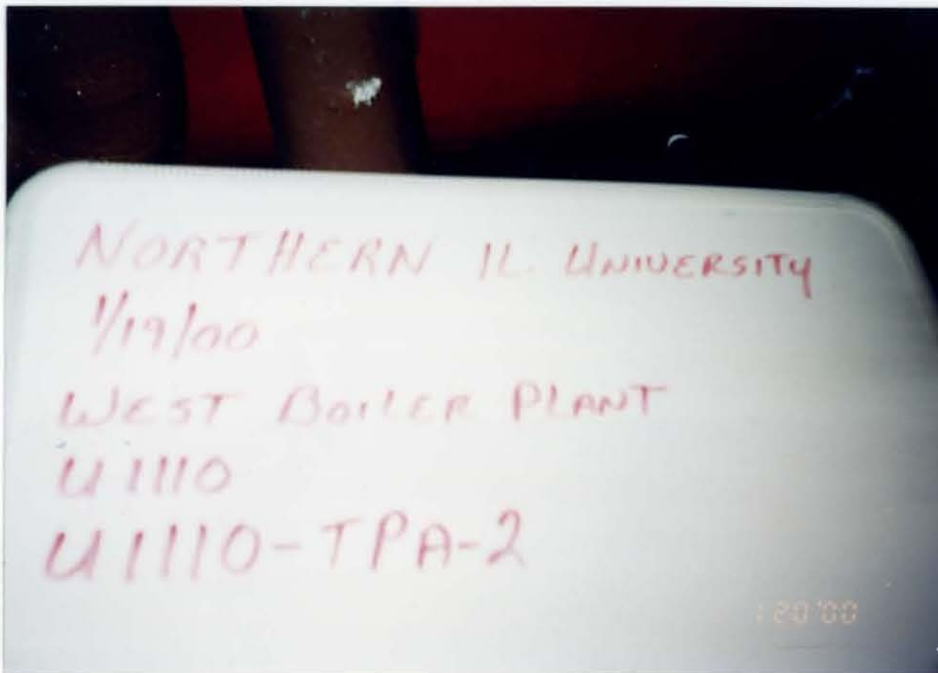 NORTHERN IL. UNIVERSITY
1/19/00
WEST BOILER PLANT
U1110
U1110-TPA-2
1 20 '00